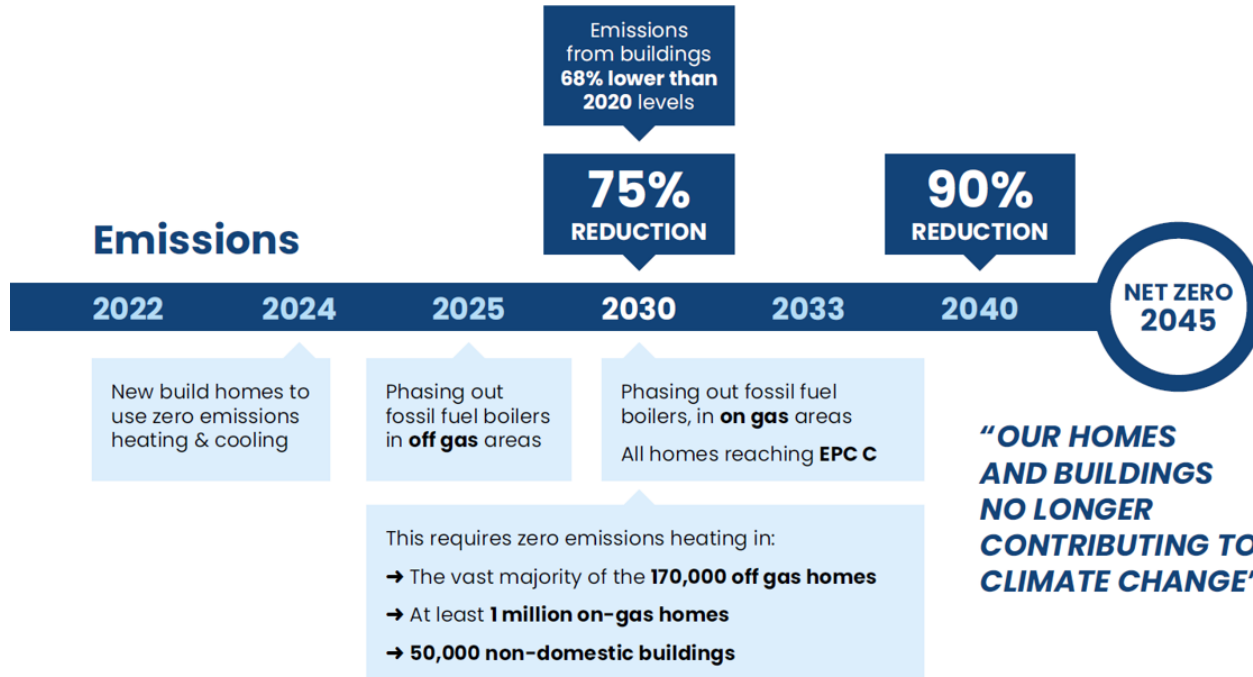 Emissions
from buildings
68% lower than
2020 levels
75%
REDUCTION
90%
REDUCTION
Emissions
2022
2024
2025
2030
2033
2040
NET ZERO
2045
New build homes to
use zero emissions
heating & cooling
Phasing out
fossil fuel boilers
in off gas areas
Phasing out fossil fuel
boilers, in on gas areas
All homes reaching EPC C
This requires zero emissions heating in:
➔ The vast majority of the 170,000 off gas homes
➔ At least 1 million on-gas homes
➔ 50,000 non-domestic buildings
“OUR HOMES
AND BUILDINGS
NO LONGER
CONTRIBUTING TO
CLIMATE CHANGE”